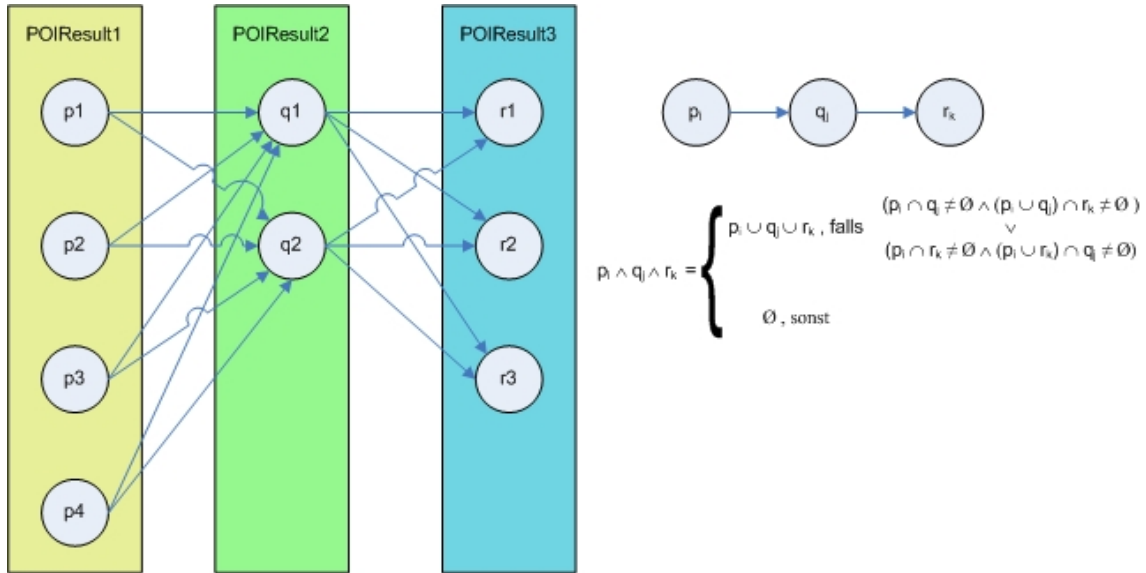 POIResult1
POIResult2
POIResult3
p1
q1
r1
p2
q2
r2
p3
r3
p4
pᵢ
qⱼ
rₖ
pᵢ ∧ qⱼ ∧ rₖ =
pᵢ ∪ qⱼ ∪ rₖ , falls
(pᵢ ∩ qⱼ ≠ Ø ∧ (pᵢ ∪ qⱼ) ∩ rₖ ≠ Ø )
∨
(pᵢ ∩ rₖ ≠ Ø ∧ (pᵢ ∪ rₖ) ∩ qⱼ ≠ Ø)
Ø , sonst